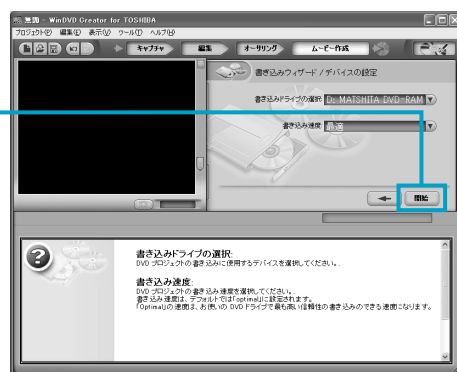 無題 - WinDVD Creator for TOSHIBA
プロジェクト(P) 編集(E) 表示(V) ツール(T) ヘルプ(H)
キャプチャ 編集 オーサリング ムービー作成
書き込みウィザード / デバイスの設定
書き込みドライブの選択 D: MATSHITA DVD-RAM
書き込み速度 最適
開始
書き込みドライブの選択:
DVD プロジェクトの書き込みに使用するデバイスを選択してください。.
書き込み速度:
DVD プロジェクトの書き込み速度を選択してください。.
書き込み速度は、デフォルトでは「optimal」に設定されます。
「Optimal」の速度は、お使いの DVD ドライブで最も高い信頼性の書き込みのできる速度になります。